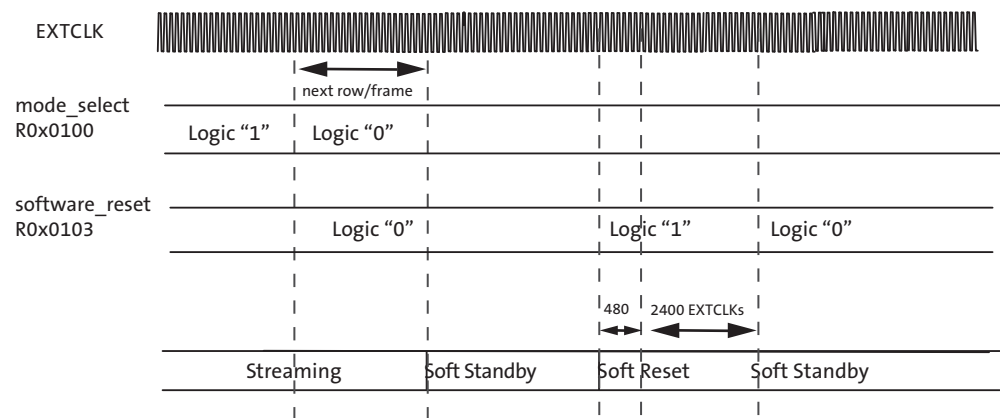 EXTCLK
next row/frame
mode_select
R0x0100
Logic “1”
Logic “0”
software_reset
R0x0103
Logic “0”
Logic “1”
Logic “0”
480
2400 EXTCLKs
Streaming
Soft Standby
Soft Reset
Soft Standby